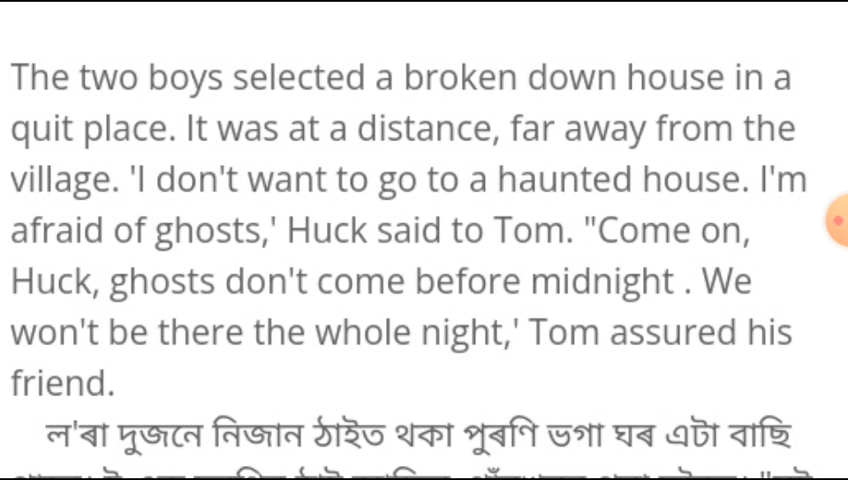 The two boys selected a broken down house in a
quit place. It was at a distance, far away from the
village. 'I don't want to go to a haunted house. I'm
afraid of ghosts,' Huck said to Tom. "Come on,
Huck, ghosts don't come before midnight . We
won't be there the whole night,' Tom assured his
friend.
ল'ৰা দুজনে নিজান ঠাইত থকা পুৰণি ভগা ঘৰ এটা বাছি